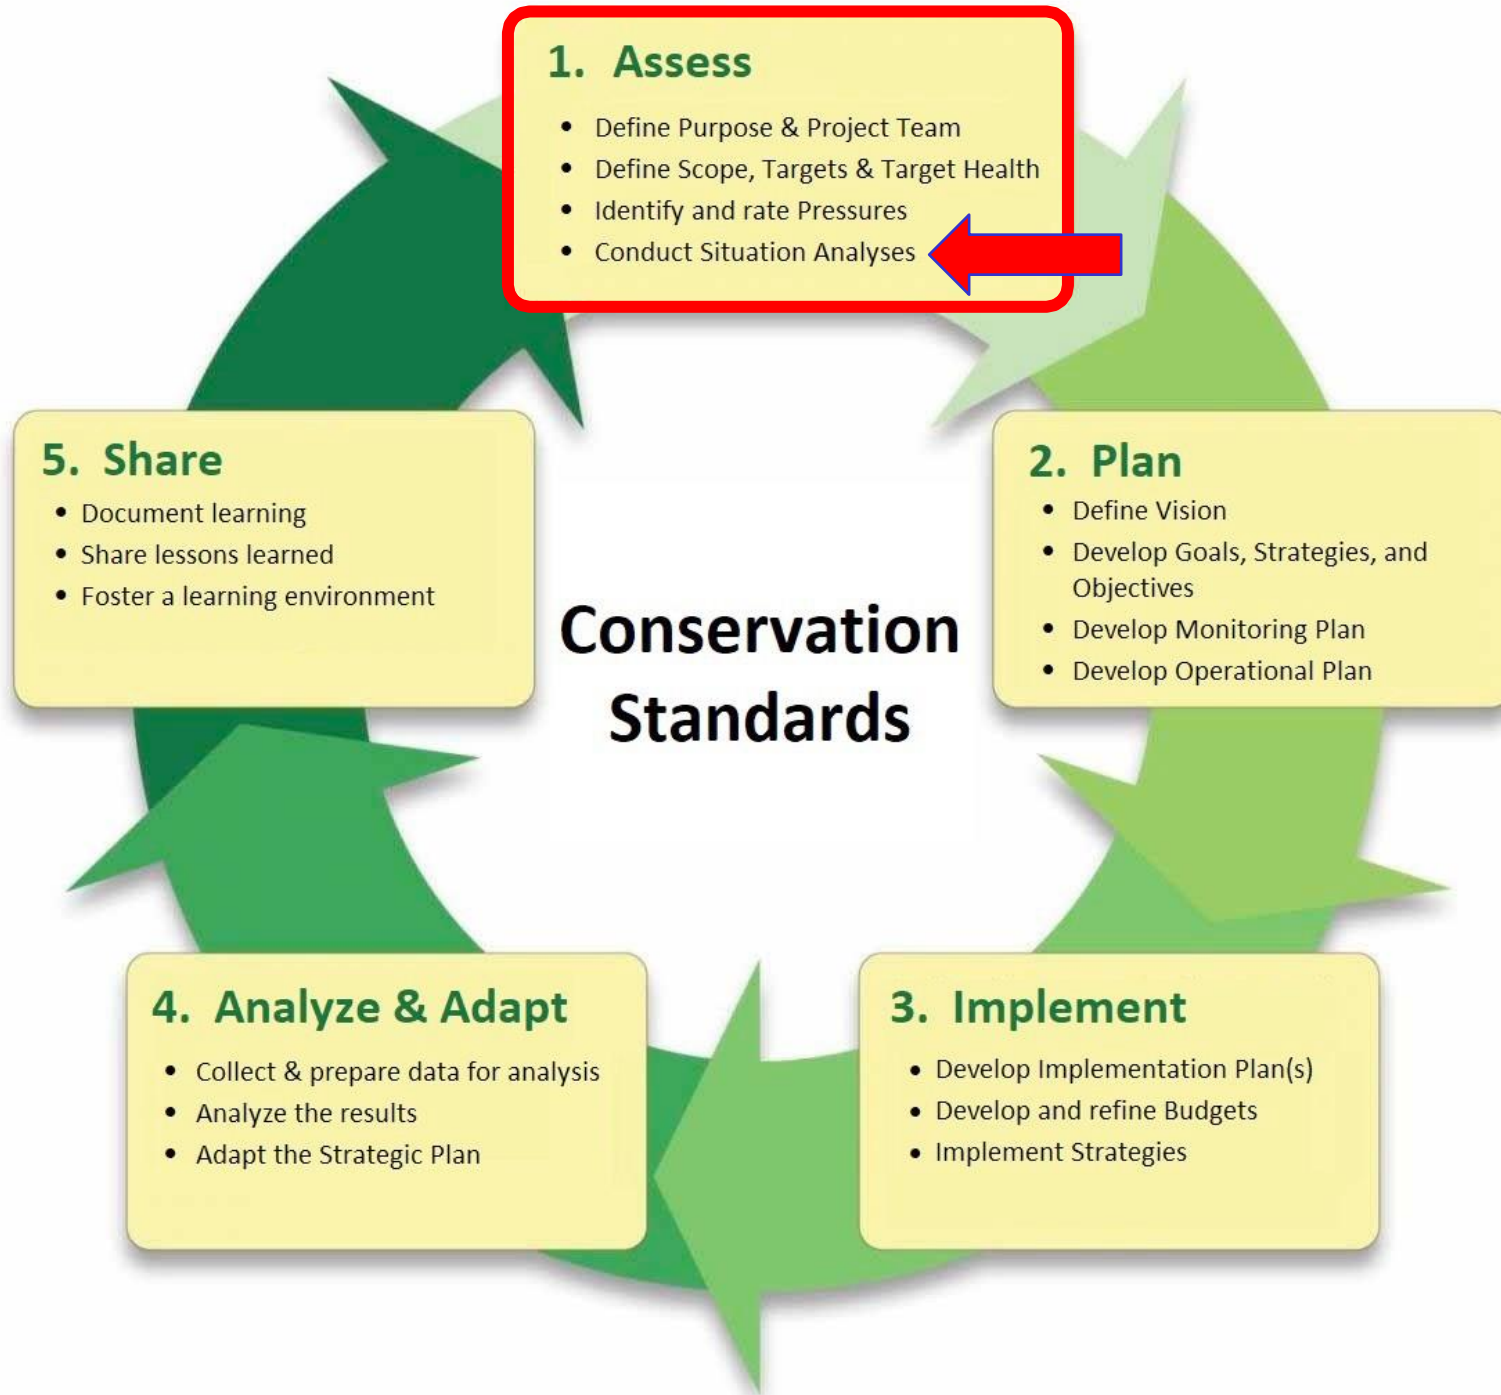 1. Assess
• Define Purpose & Project Team
• Define Scope, Targets & Target Health
• Identify and rate Pressures
• Conduct Situation Analyses
2. Plan
• Define Vision
• Develop Goals, Strategies, and
Objectives
• Develop Monitoring Plan
• Develop Operational Plan
3. Implement
• Develop Implementation Plan(s)
• Develop and refine Budgets
• Implement Strategies
4. Analyze & Adapt
• Collect & prepare data for analysis
• Analyze the results
• Adapt the Strategic Plan
5. Share
• Document learning
• Share lessons learned
• Foster a learning environment
Conservation
Standards